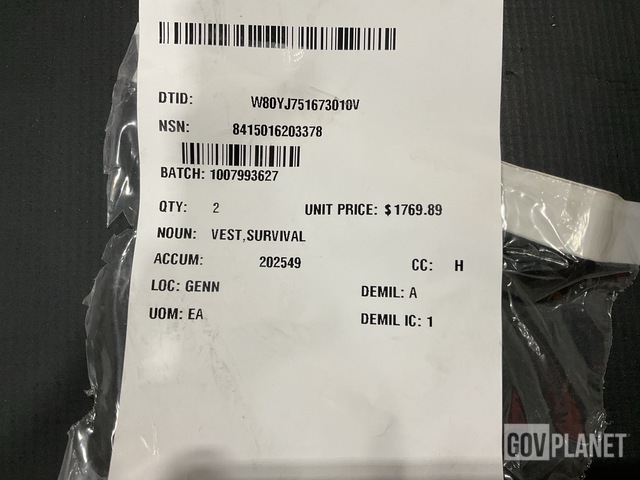 DTID: W80YJ751673010V
NSN: 8415016203378
BATCH: 1007993627
QTY: 2 UNIT PRICE: $1769.89
NOUN: VEST,SURVIVAL
ACCUM: 202549 CC: H
LOC: GENN DEMIL: A
UOM: EA DEMIL IC: 1
GOVPLANET